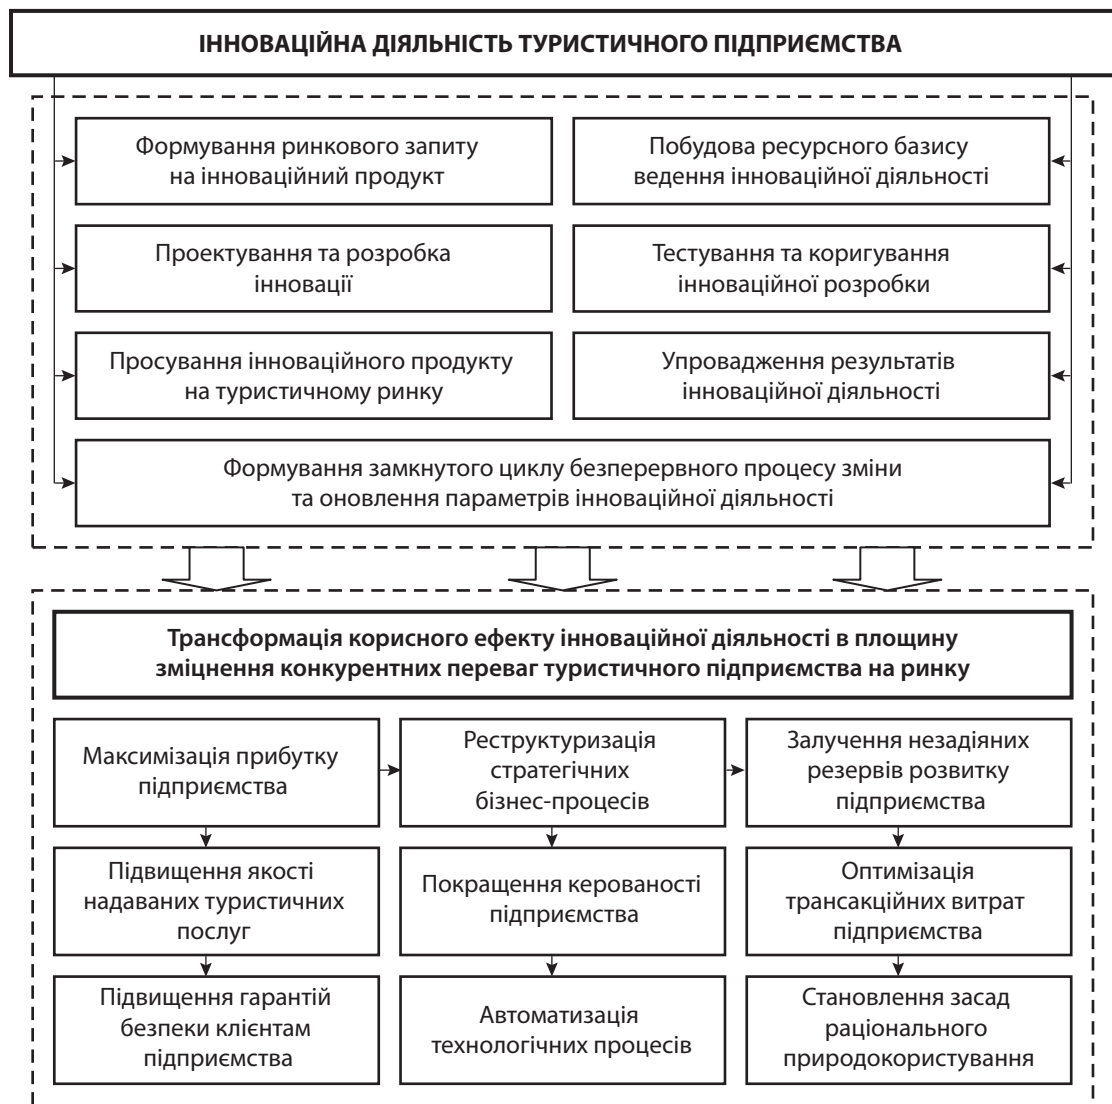 ІННОВАЦІЙНА ДІЯЛЬНІСТЬ ТУРИСТИЧНОГО ПІДПРИЄМСТВА
Формування ринкового запиту
на інноваційний продукт
Побудова ресурсного базису
ведення інноваційної діяльності
Проектування та розробка
інновації
Тестування та коригування
інноваційної розробки
Просування інноваційного продукту
на туристичному ринку
Упровадження результатів
інноваційної діяльності
Формування замкнутого циклу безперервного процесу зміни
та оновлення параметрів інноваційної діяльності
Трансформація корисного ефекту інноваційної діяльності в площину
зміцнення конкурентних переваг туристичного підприємства на ринку
Максимізація прибутку
підприємства
Реструктуризація
стратегічних
бізнес-процесів
Залучення незадіяних
резервів розвитку
підприємства
Підвищення якості
надаваних туристичних
послуг
Покращення керованості
підприємства
Оптимізація
трансакційних витрат
підприємства
Підвищення гарантій
безпеки клієнтам
підприємства
Автоматизація
технологічних процесів
Становлення засад
раціонального
природокористування